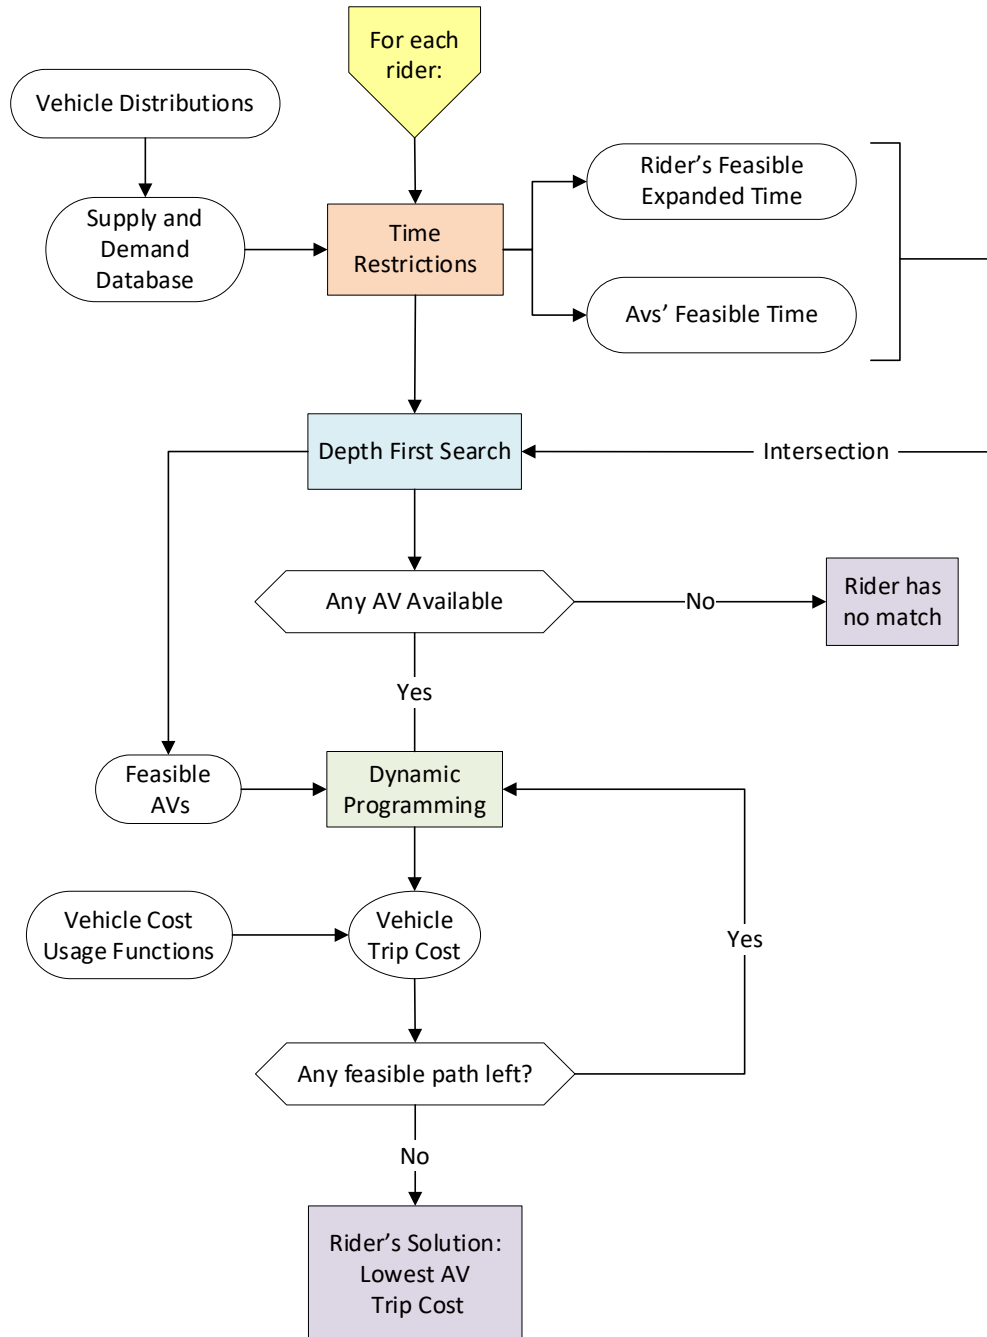 For each
rider:
Vehicle Distributions
Rider’s Feasible
Expanded Time
Supply and
Demand
Database
Time
Restrictions
Avs’ Feasible Time
Depth First Search
Intersection
Any AV Available
No
Rider has
no match
Yes
Feasible
AVs
Dynamic
Programming
Vehicle Cost
Usage Functions
Vehicle
Trip Cost
Yes
Any feasible path left?
No
Rider’s Solution:
Lowest AV
Trip Cost